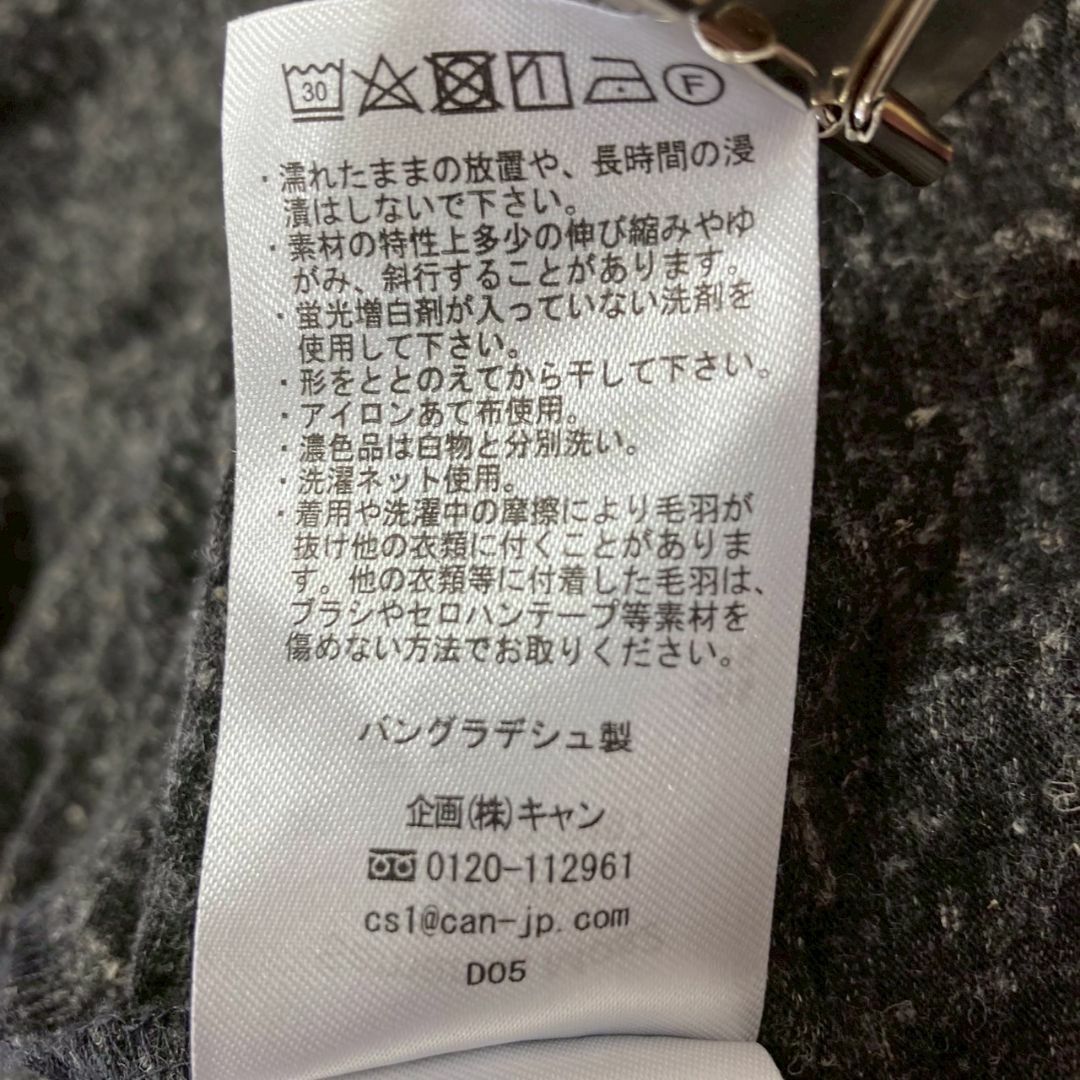 30 F
・濡れたままの放置や、長時間の浸
漬はしないで下さい。
・素材の特性上多少の伸び縮みやゆ
がみ、斜行することがあります。
・蛍光増白剤が入っていない洗剤を
使用して下さい。
・形をととのえてから干して下さい。
・アイロンあて布使用。
・濃色品は白物と分別洗い。
・洗濯ネット使用。
・着用や洗濯中の摩擦により毛羽が
抜け他の衣類に付くことがありま
す。他の衣類等に付着した毛羽は、
ブラシやセロハンテープ等素材を
傷めない方法でお取りください。
バングラデシュ製
企画(株)キャン
0120-112961
cs1@can-jp.com
D05